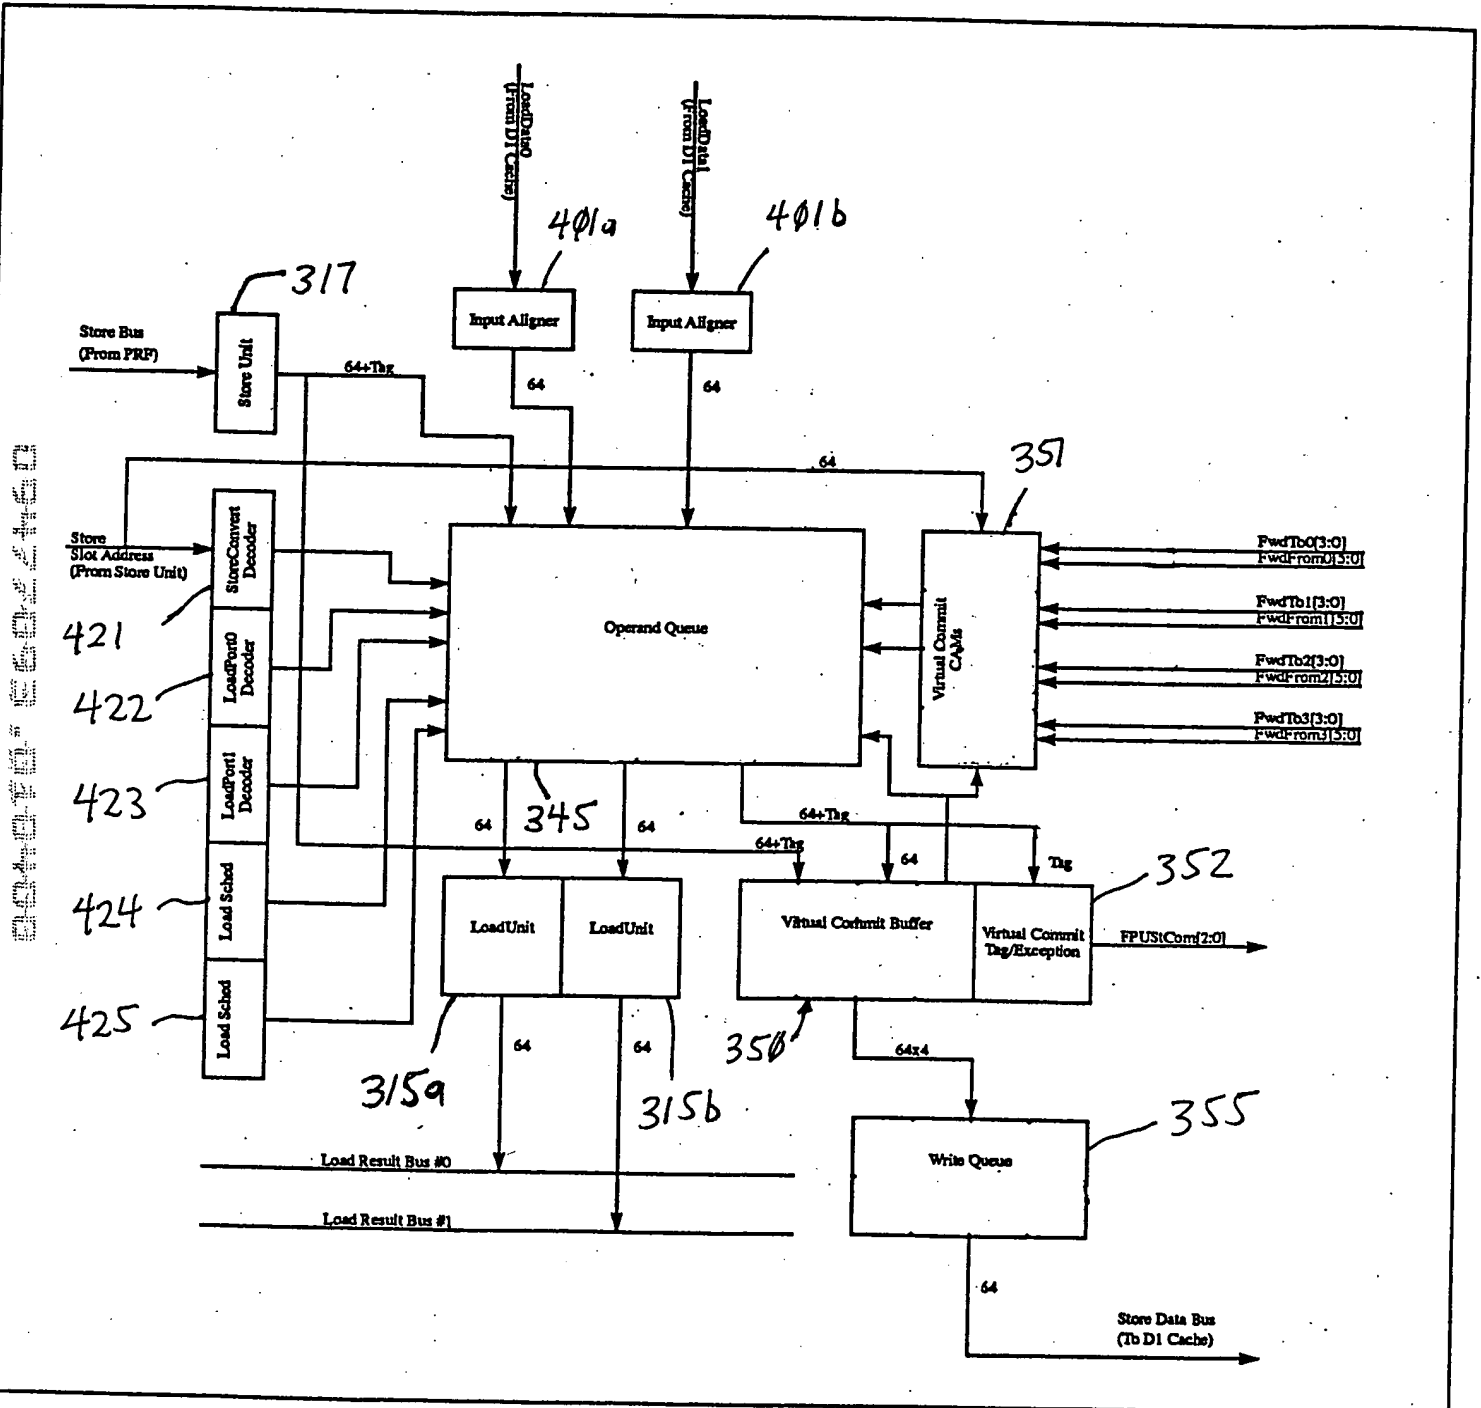 LoadData0
(From D1 Cache)
LoadData1
(From D1 Cache)
4φ1a
4φ1b
317
Input Aligner
Input Aligner
Store Bus
(From PRF)
Store Unit
64+Tag
64
64
351
64
Store
Slot Address
(From Store Unit)
StoreConvert
Decoder
421
LoadPort0
Decoder
422
LoadPort1
Decoder
423
Load Sched
424
Load Sched
425
Operand Queue
Virtual Commit
CAMs
FwdTo0[3:0]
FwdFrom0[5:0]
FwdTo1[3:0]
FwdFrom1[5:0]
FwdTo2[3:0]
FwdFrom2[5:0]
FwdTo3[3:0]
FwdFrom3[5:0]
64
345
64
64+Tag
64+Tag
64
Tag
352
LoadUnit
LoadUnit
Virtual Commit Buffer
Virtual Commit
Tag/Exception
FPUStCom[2:0]
315a
64
64
315b
35φ
64x4
355
Write Queue
Load Result Bus #0
Load Result Bus #1
64
Store Data Bus
(To D1 Cache)